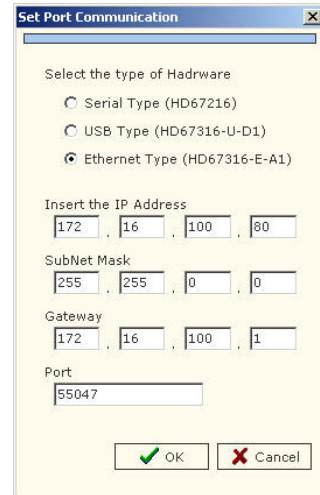 Set Port Communication
Select the type of Hadrware
Serial Type (HD67216)
USB Type (HD67316-U-D1)
Ethernet Type (HD67316-E-A1)
Insert the IP Address
172 . 16 . 100 . 80
SubNet Mask
255 . 255 . 0 . 0
Gateway
172 . 16 . 100 . 1
Port
55047
OK Cancel